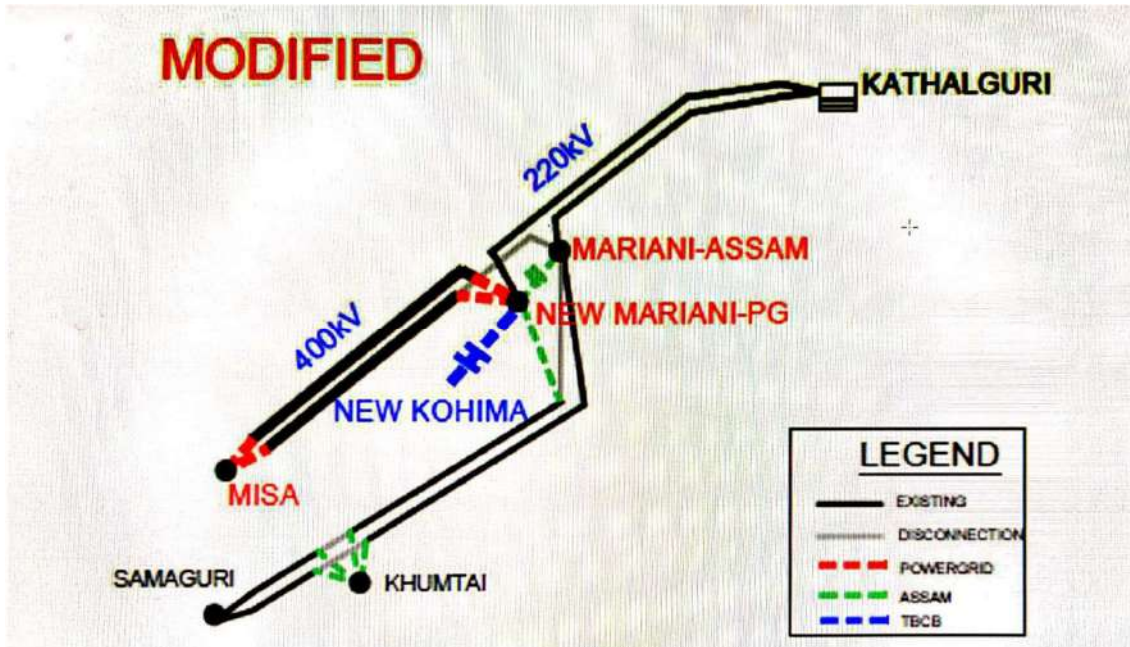 MODIFIED
KATHALGURI
220kV
MARIANI-ASSAM
NEW MARIANI-PG
400kV
NEW KOHIMA
MISA
SAMAGURI
KHUMTAI
LEGEND
EXISTING
DISCONNECTION
POWERGRID
ASSAM
TBCB